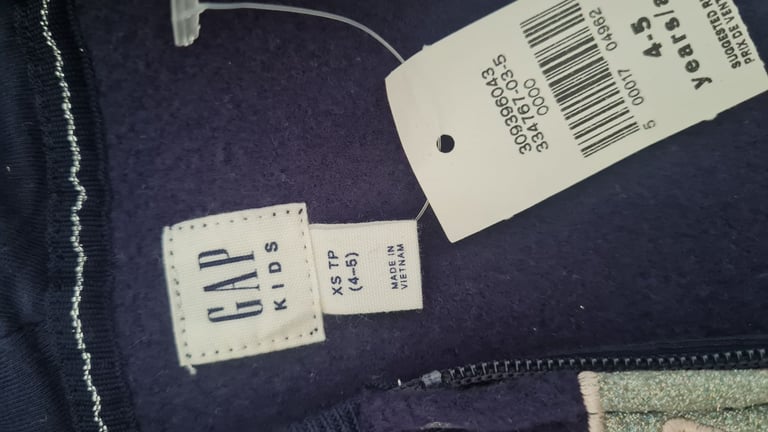 GAP
KIDS
XS TP
(4–5)
MADE IN
VIETNAM
309396043
334767-03-5
0000
5 00017 04962
4-5
years/a
SUGGESTED R
PRIX DE VEN